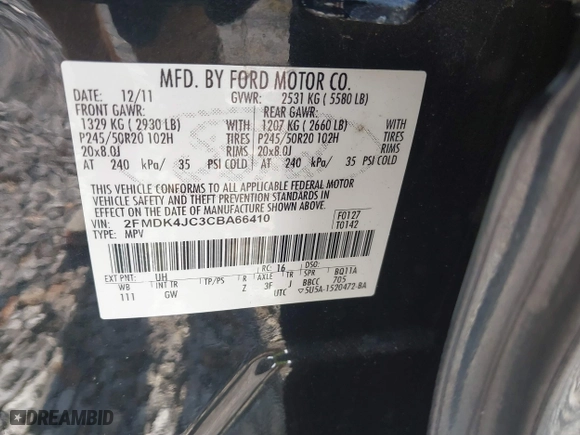 MFD. BY FORD MOTOR CO.
DATE: 12/11 GVWR: 2531 KG ( 5580 LB)
FRONT GAWR: REAR GAWR:
1329 KG ( 2930 LB) WITH 1207 KG ( 2660 LB) WITH
P245/50R20 102H TIRES P245/50R20 102H TIRES
20x8.0J RIMS 20x8.0J RIMS
AT 240 kPa/ 35 PSI COLD AT 240 kPa/ 35 PSI COLD
THIS VEHICLE CONFORMS TO ALL APPLICABLE FEDERAL MOTOR
VEHICLE SAFETY AND THEFT PREVENTION STANDARDS IN
EFFECT ON THE DATE OF MANUFACTURE SHOWN ABOVE.
VIN: 2FMDK4JC3CBA66410 F0127
TYPE: MPV T0142
EXT PNT: UH RC: 16 DSO:
WB INT TR TP/PS R AXLE TR SPR BQ11A
111 GW Z 3F J BBCC 705
UTC ▽5U5A-1520472-BA
DREAMBID